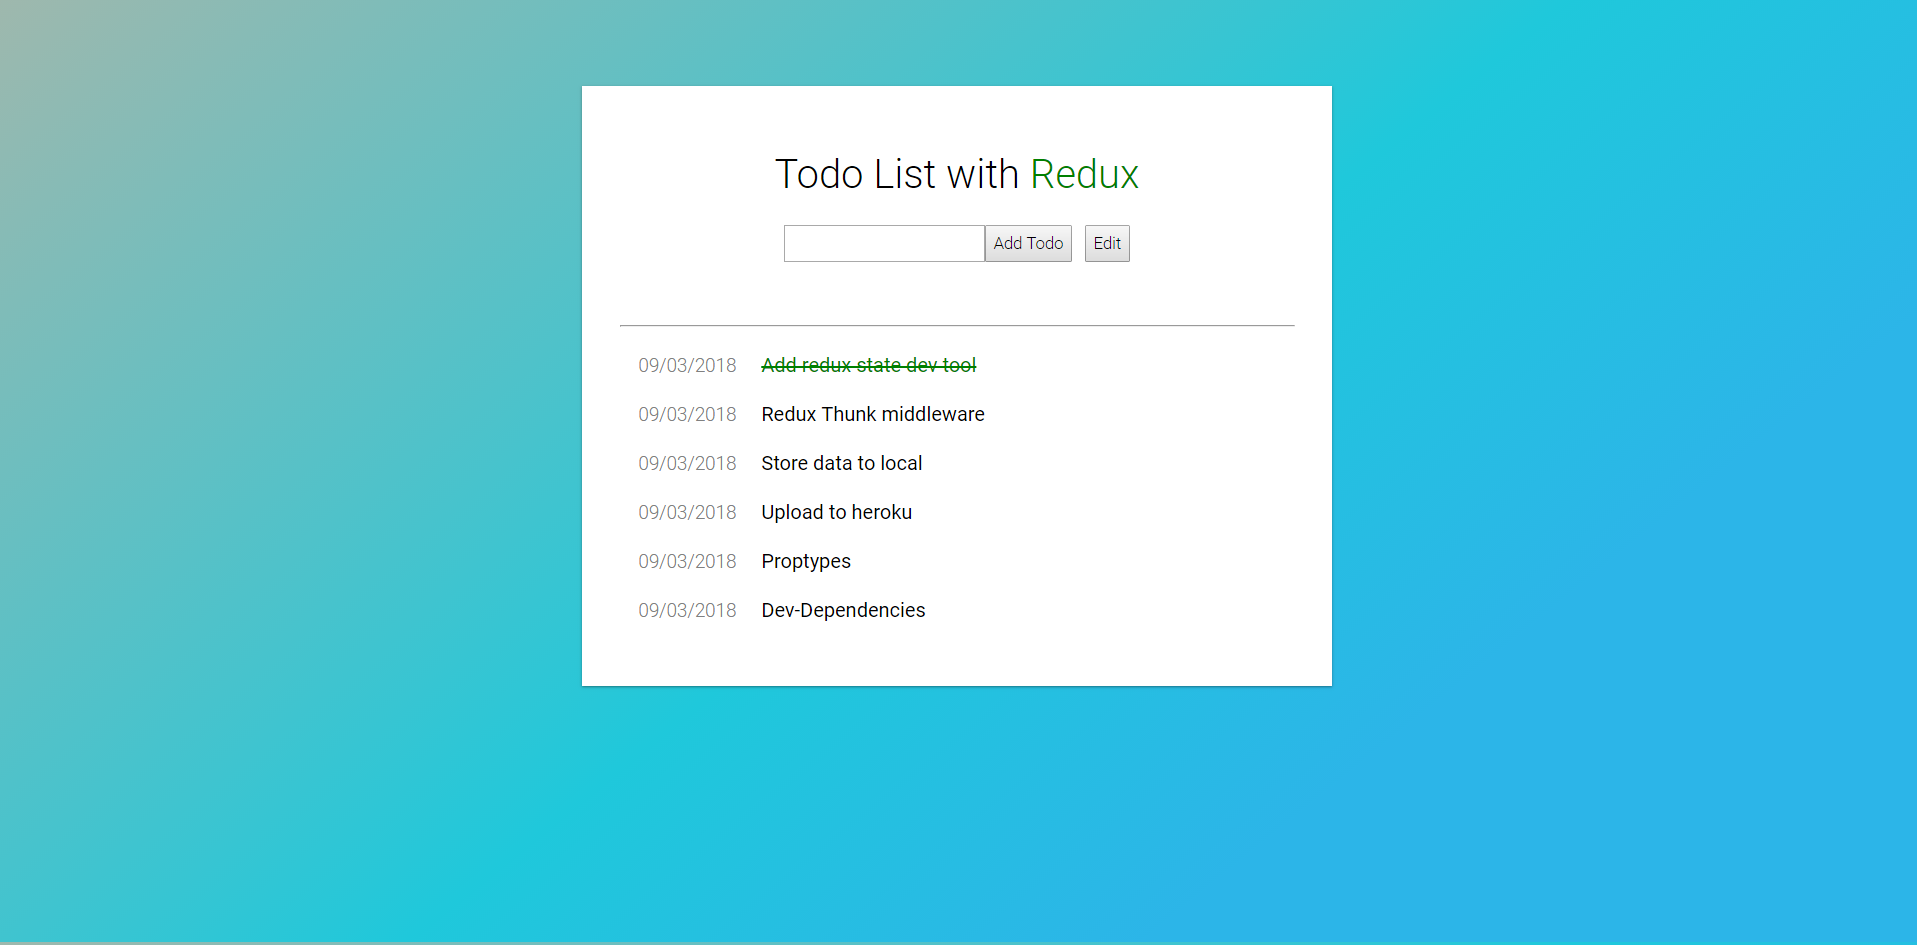 Todo List with Redux
Add Todo Edit
09/03/2018 Add redux state dev tool
09/03/2018 Redux Thunk middleware
09/03/2018 Store data to local
09/03/2018 Upload to heroku
09/03/2018 Proptypes
09/03/2018 Dev-Dependencies